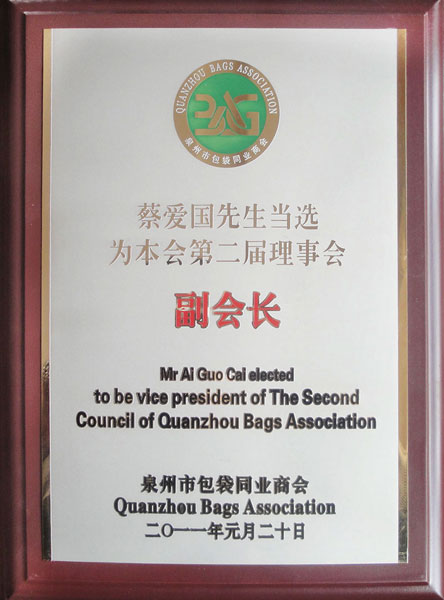 QUANZHOU BAGS ASSOCIATION
BAG
泉州市包袋同业商会
蔡爱国先生当选
为本会第二届理事会
副会长
Mr Ai Guo Cai elected
to be vice president of The Second
Council of Quanzhou Bags Association
泉州市包袋同业商会
Quanzhou Bags Association
二〇一一年元月二十日